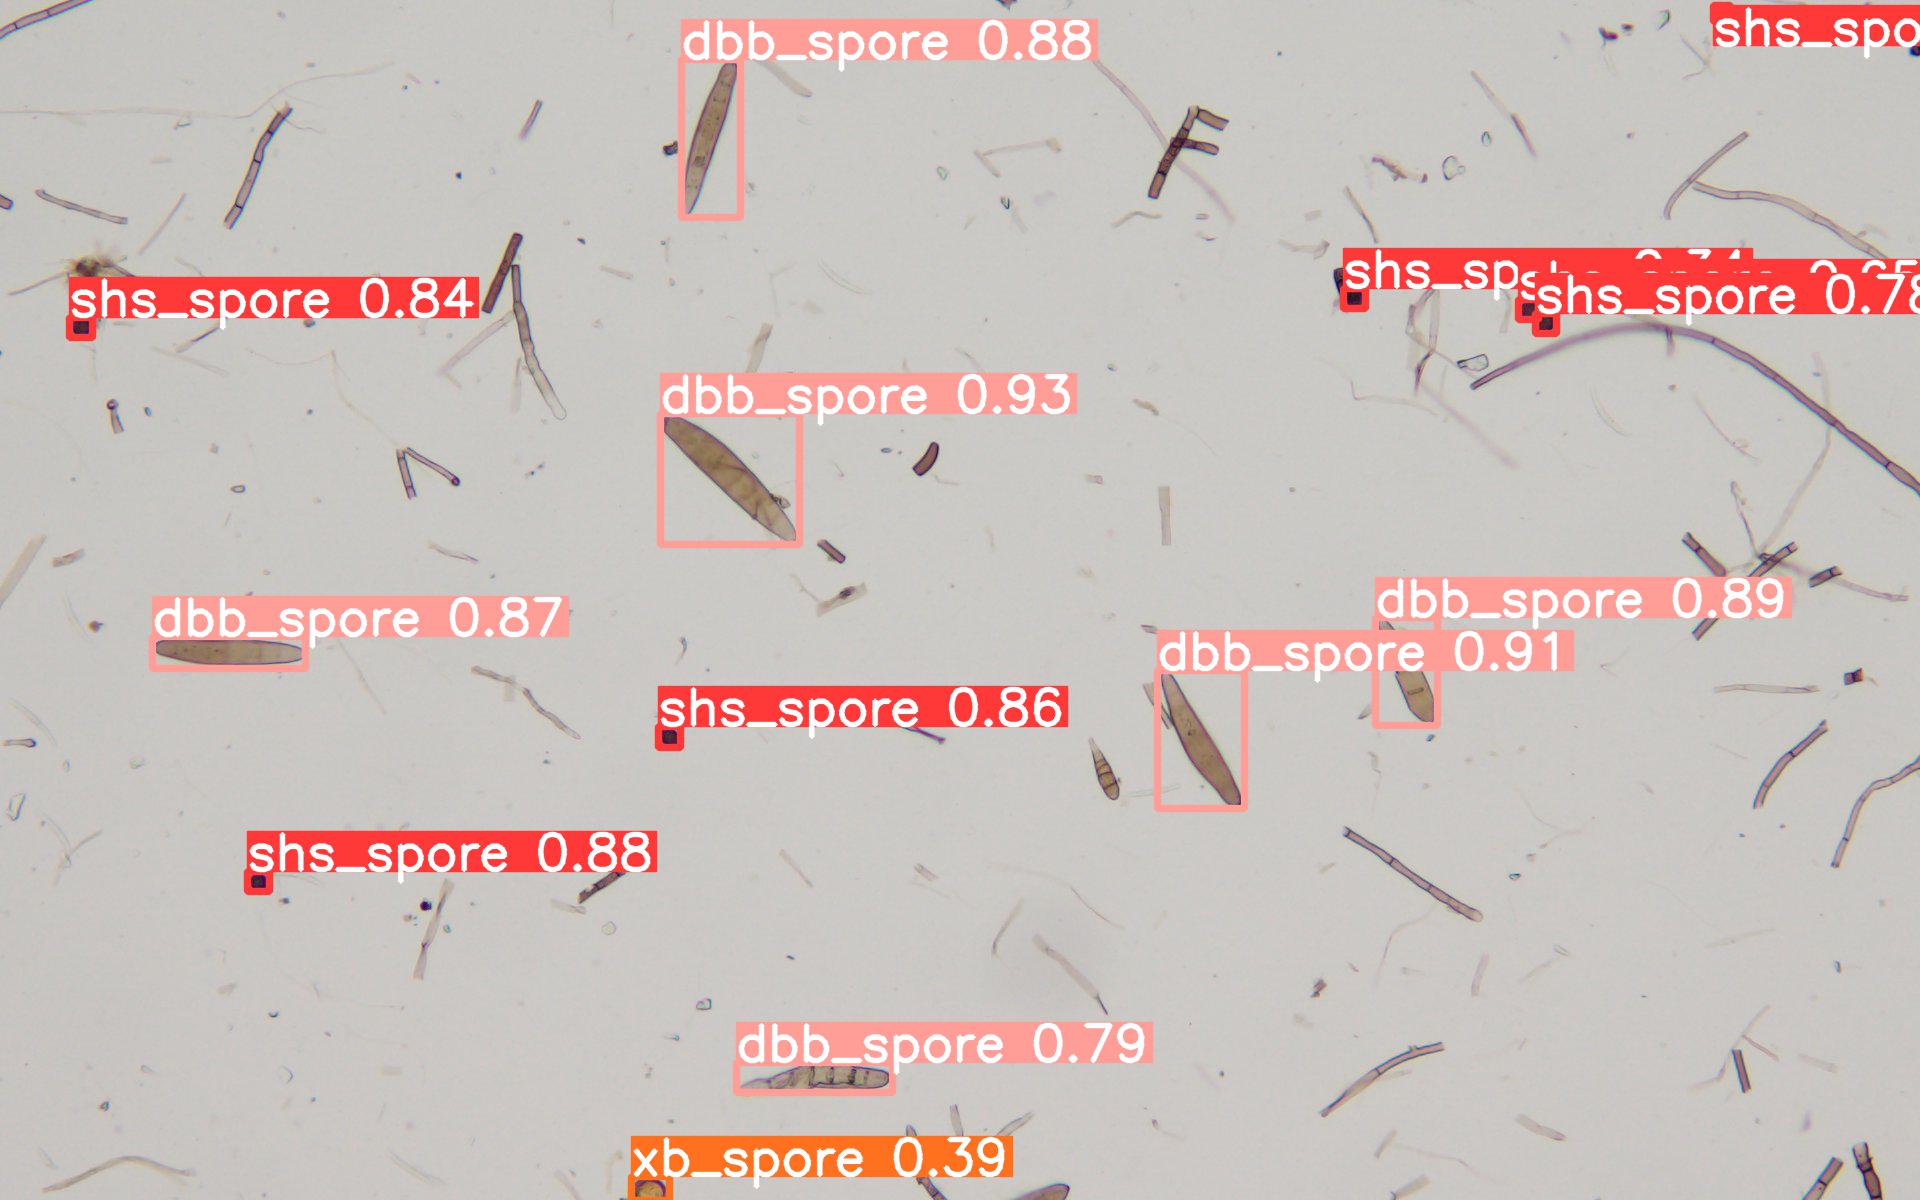 shs_spo
dbb_spore 0.88
shs_spore 0.84
shs_sp
shs_spore 0.78
dbb_spore 0.93
dbb_spore 0.87
dbb_spore 0.89
dbb_spore 0.91
shs_spore 0.86
shs_spore 0.88
dbb_spore 0.79
xb_spore 0.39